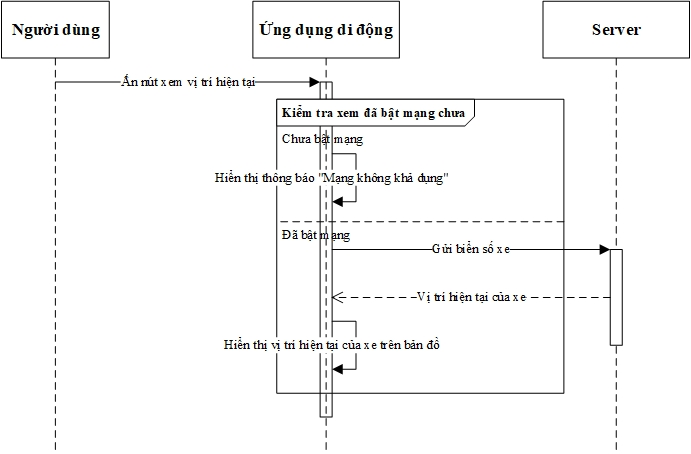 Người dùng
Ứng dụng di động
Server
Ấn nút xem vị trí hiện tại
Kiểm tra xem đã bật mạng chưa
Chưa bật mạng
Hiển thị thông báo "Mạng không khả dụng"
Đã bật mạng
Gửi biển số xe
Vị trí hiện tại của xe
Hiển thị vị trí hiện tại của xe trên bản đồ